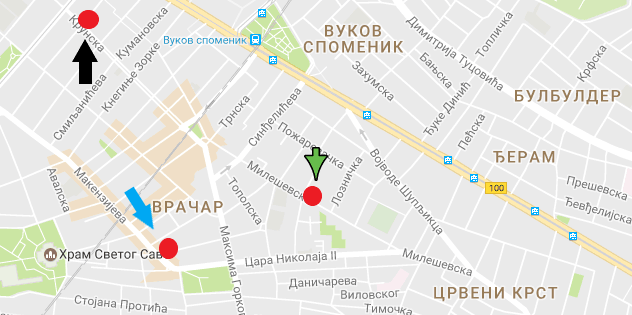 Крунска
Кумановска
Кнегиње Зорке
Смиљанићева
Вуков споменик
ВУКОВ
СПОМЕНИК
Димитрија Туцовића
Топличка
Крфска
Захумска
Бањска
Ђуке Динић
Пећска
БУЛБУЛДЕР
ЂЕРАМ
Трнска
Синђелићева
Пожаревачка
Милешевска
Лозничка
Војводе Шупљикца
100
Прешевска
Ђевђелијска
Авалска
Макензијева
ВРАЧАР
Тополска
Максима Горког
Храм Светог Саве
Цара Николаја II
Милешевска
Даничарева
Виловског
Тимочка
ЦРВЕНИ КРСТ
Стојана Протића